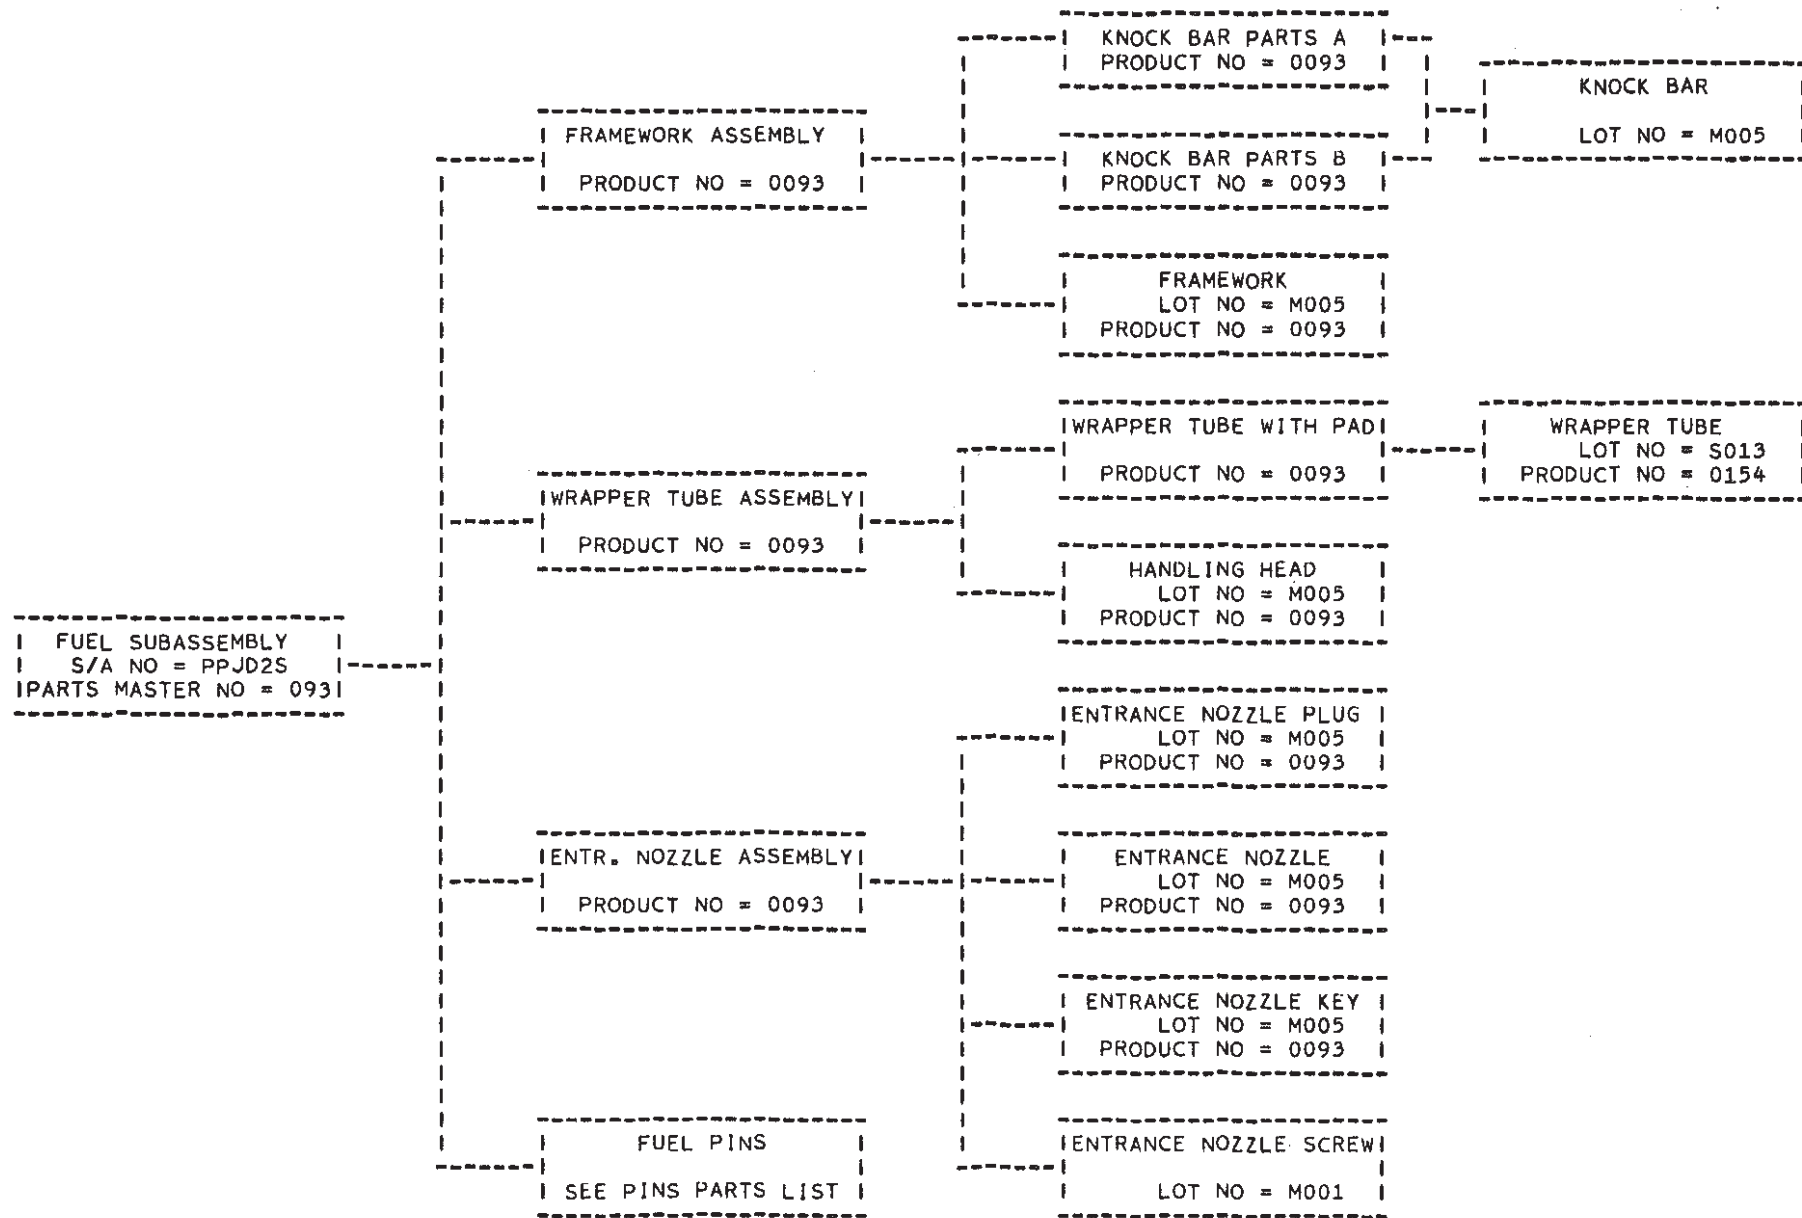 KNOCK BAR PARTS A
PRODUCT NO = 0093
KNOCK BAR
LOT NO = M005
FRAMEWORK ASSEMBLY
PRODUCT NO = 0093
KNOCK BAR PARTS B
PRODUCT NO = 0093
FRAMEWORK
LOT NO = M005
PRODUCT NO = 0093
WRAPPER TUBE WITH PAD
PRODUCT NO = 0093
WRAPPER TUBE
LOT NO = S013
PRODUCT NO = 0154
WRAPPER TUBE ASSEMBLY
PRODUCT NO = 0093
HANDLING HEAD
LOT NO = M005
PRODUCT NO = 0093
FUEL SUBASSEMBLY
S/A NO = PPJD2S
PARTS MASTER NO = 093
ENTRANCE NOZZLE PLUG
LOT NO = M005
PRODUCT NO = 0093
ENTR. NOZZLE ASSEMBLY
PRODUCT NO = 0093
ENTRANCE NOZZLE
LOT NO = M005
PRODUCT NO = 0093
ENTRANCE NOZZLE KEY
LOT NO = M005
PRODUCT NO = 0093
FUEL PINS
SEE PINS PARTS LIST
ENTRANCE NOZZLE SCREW
LOT NO = M001